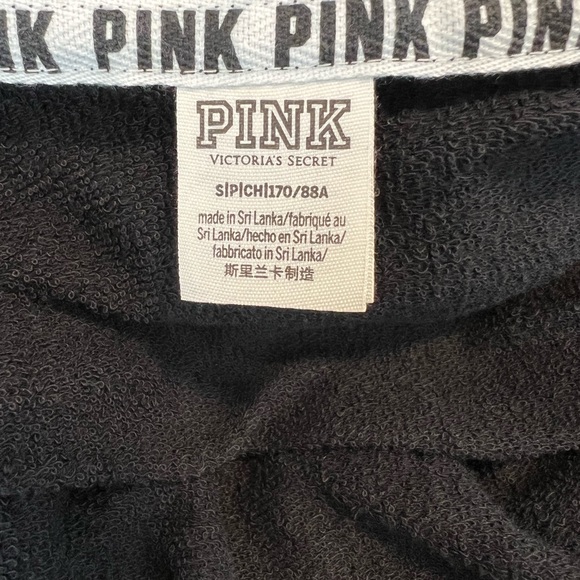 PINK PINK PINK PINK
PINK
VICTORIA'S SECRET
S|P|CH|170/88A
made in Sri Lanka/fabriqué au
Sri Lanka/hecho en Sri Lanka/
fabbricato in Sri Lanka/
斯里兰卡制造